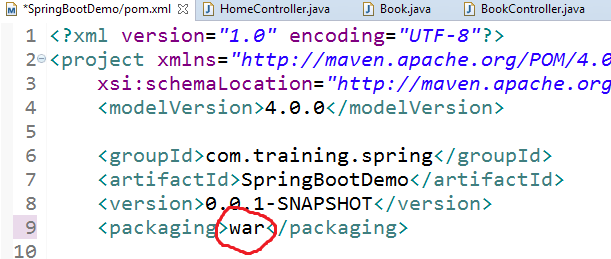 *SpringBootDemo/pom.xml HomeController.java Book.java BookController.java
1 <?xml version="1.0" encoding="UTF-8"?>
2 <project xmlns="http://maven.apache.org/POM/4.0
3 xsi:schemaLocation="http://maven.apache.org
4 <modelVersion>4.0.0</modelVersion>
5
6 <groupId>com.training.spring</groupId>
7 <artifactId>SpringBootDemo</artifactId>
8 <version>0.0.1-SNAPSHOT</version>
9 <packaging>war</packaging>
10